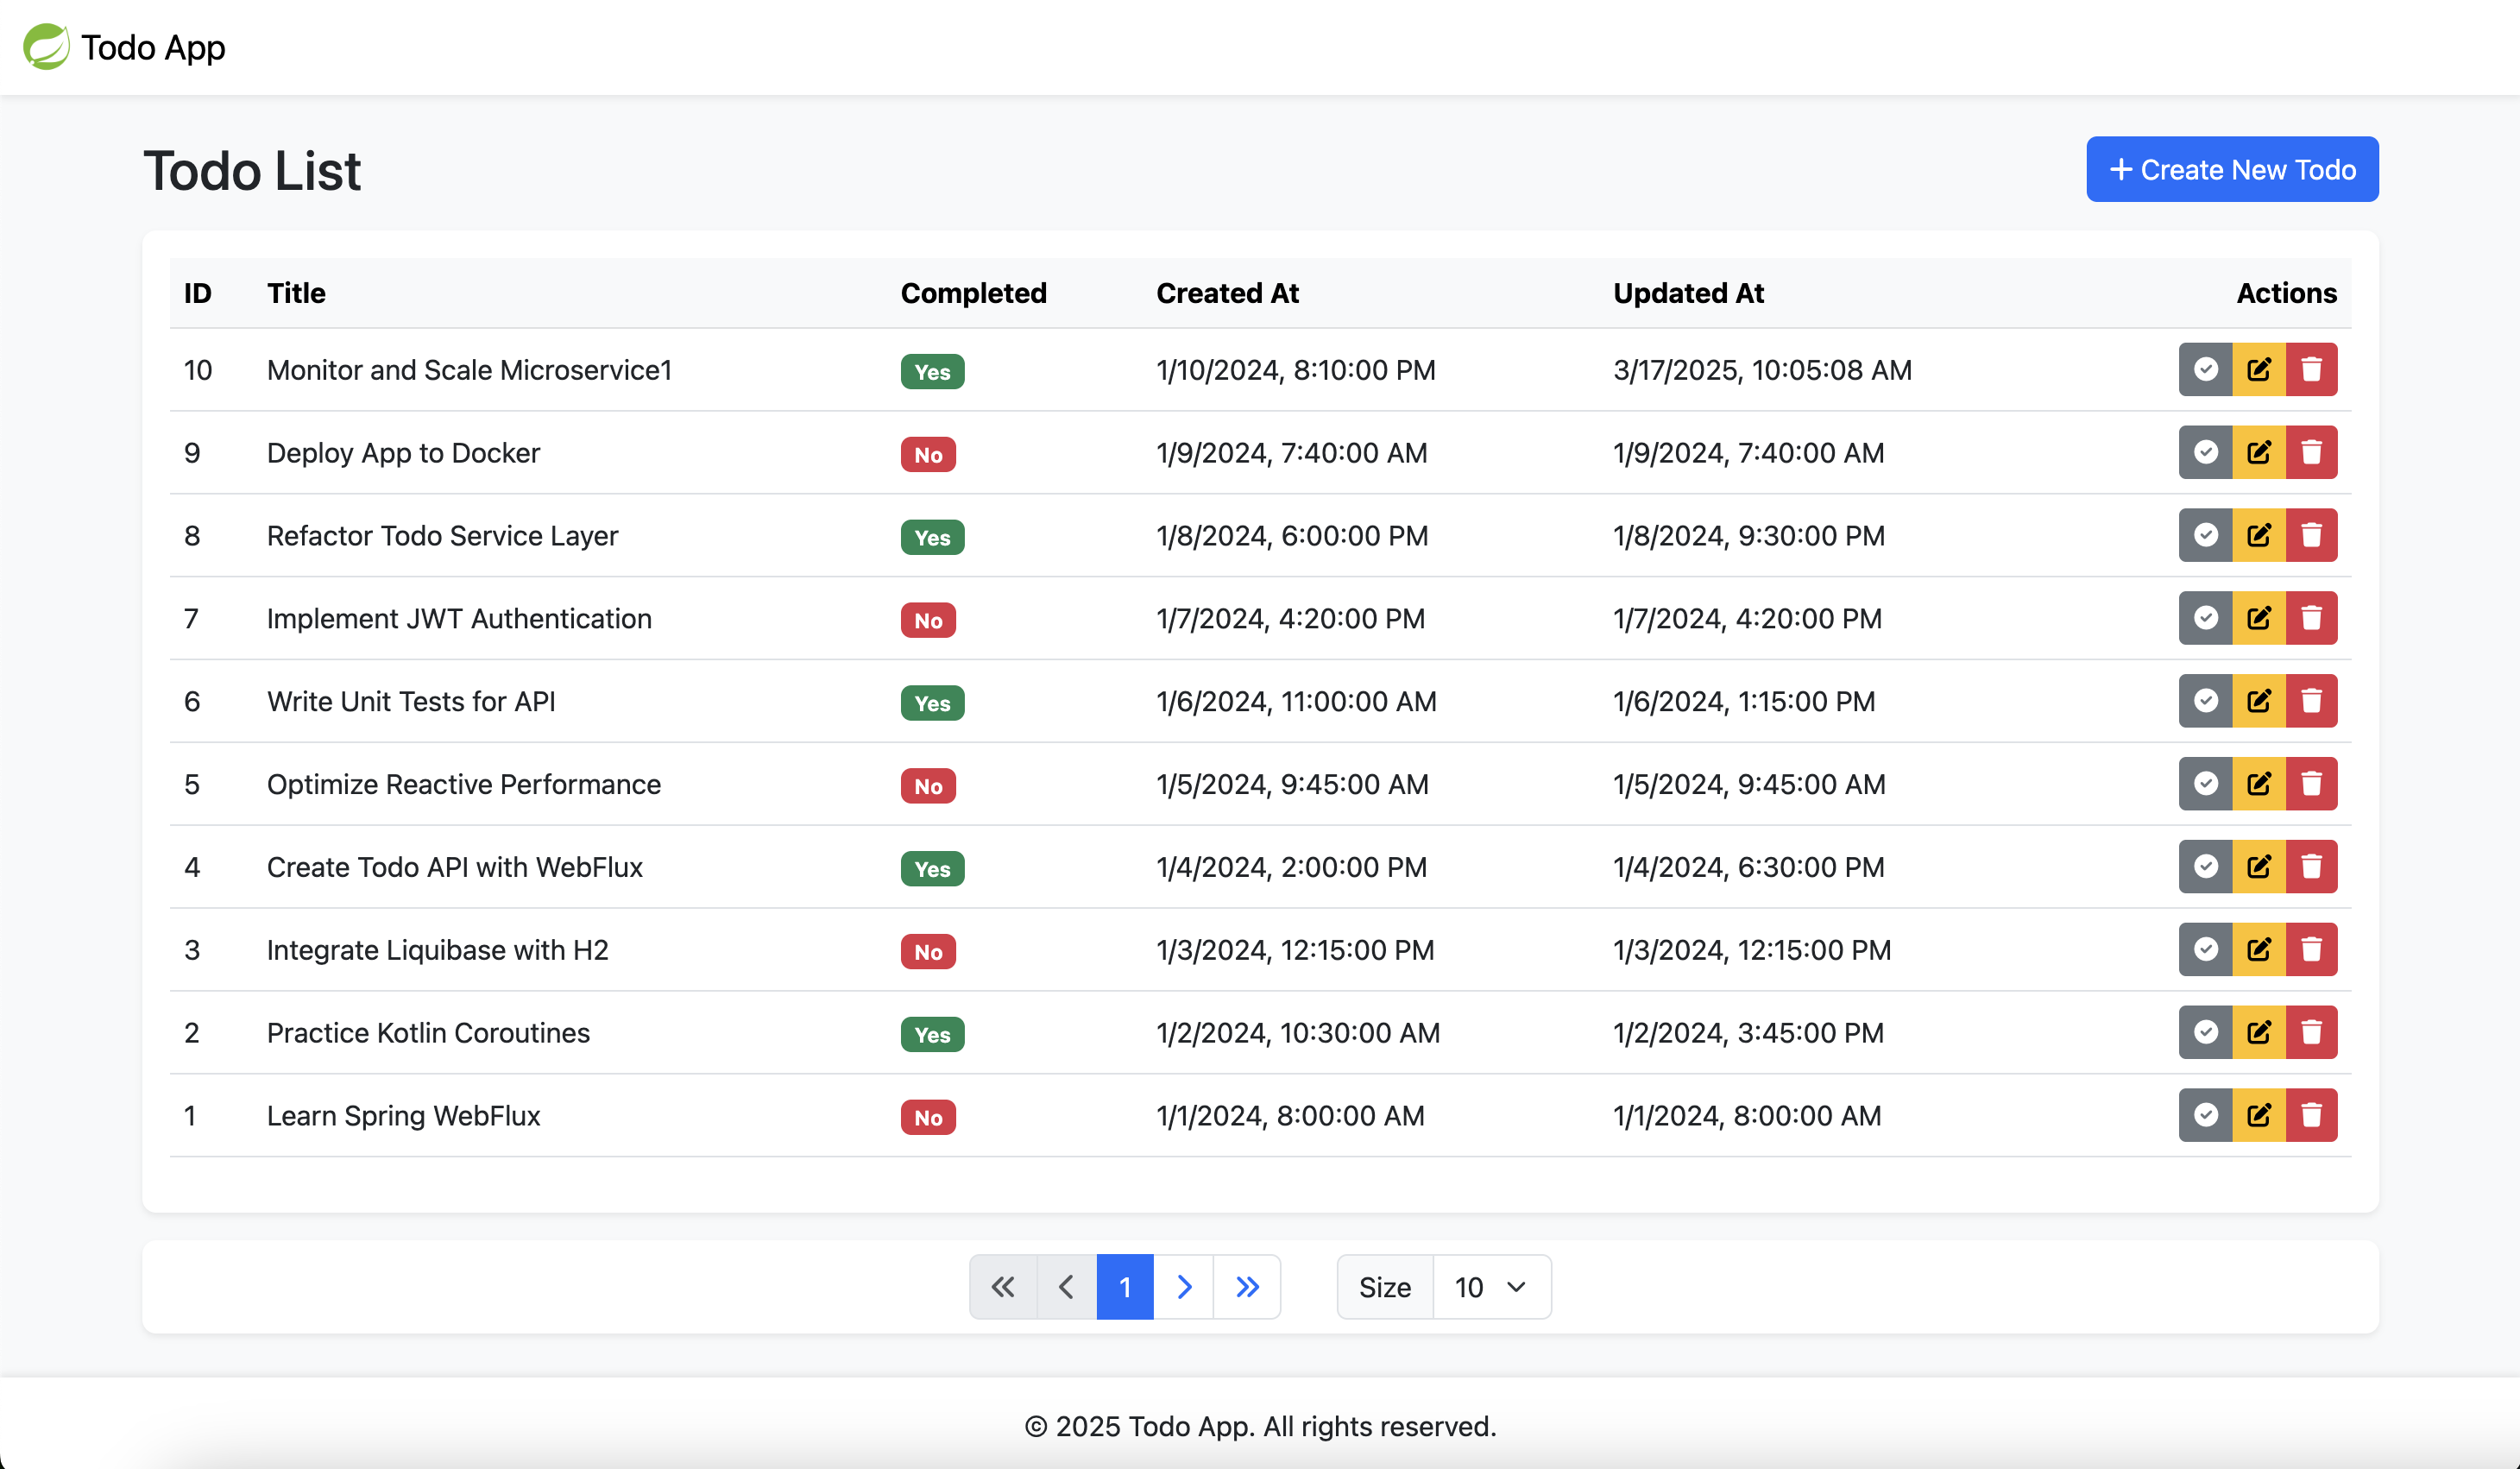 Todo App
Todo List
Create New Todo
ID Title Completed Created At Updated At Actions
10 Monitor and Scale Microservice1 Yes 1/10/2024, 8:10:00 PM 3/17/2025, 10:05:08 AM
9 Deploy App to Docker No 1/9/2024, 7:40:00 AM 1/9/2024, 7:40:00 AM
8 Refactor Todo Service Layer Yes 1/8/2024, 6:00:00 PM 1/8/2024, 9:30:00 PM
7 Implement JWT Authentication No 1/7/2024, 4:20:00 PM 1/7/2024, 4:20:00 PM
6 Write Unit Tests for API Yes 1/6/2024, 11:00:00 AM 1/6/2024, 1:15:00 PM
5 Optimize Reactive Performance No 1/5/2024, 9:45:00 AM 1/5/2024, 9:45:00 AM
4 Create Todo API with WebFlux Yes 1/4/2024, 2:00:00 PM 1/4/2024, 6:30:00 PM
3 Integrate Liquibase with H2 No 1/3/2024, 12:15:00 PM 1/3/2024, 12:15:00 PM
2 Practice Kotlin Coroutines Yes 1/2/2024, 10:30:00 AM 1/2/2024, 3:45:00 PM
1 Learn Spring WebFlux No 1/1/2024, 8:00:00 AM 1/1/2024, 8:00:00 AM
1 Size 10
© 2025 Todo App. All rights reserved.